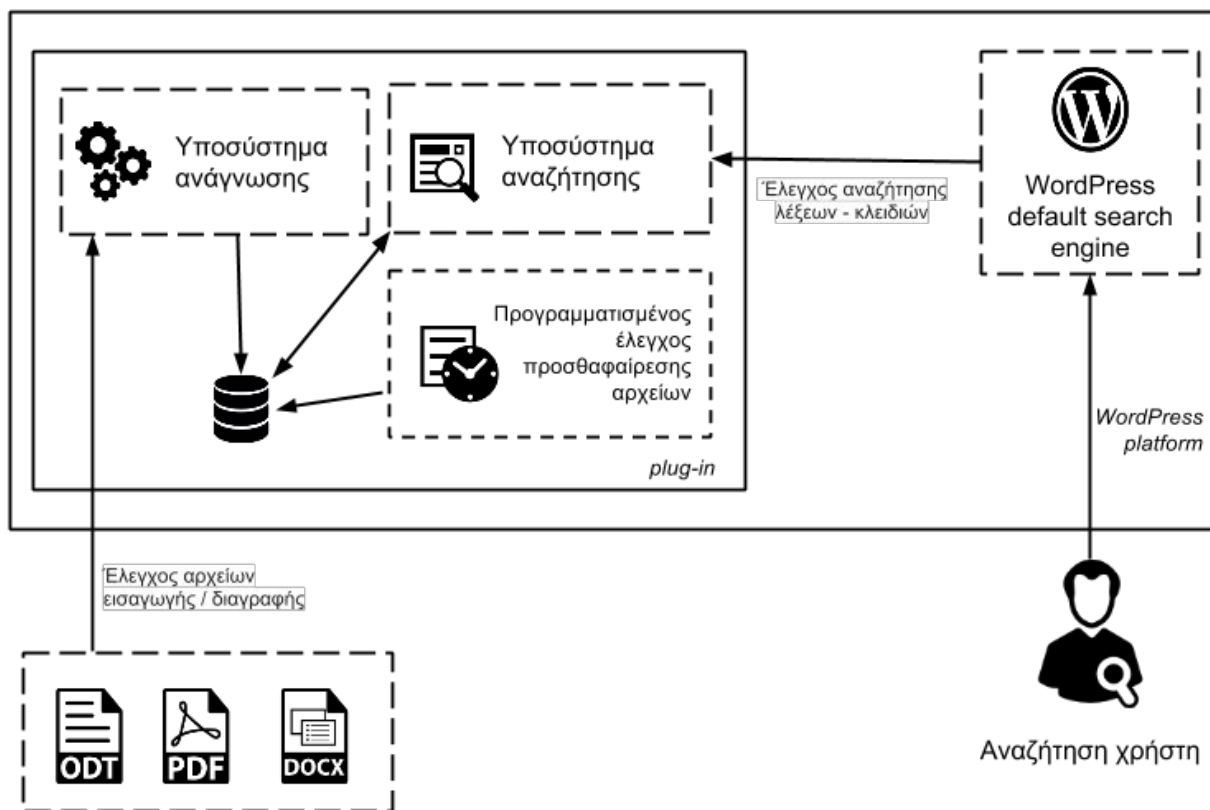 Υποσύστημα
ανάγνωσης
Υποσύστημα
αναζήτησης
Έλεγχος αναζήτησης
λέξεων - κλειδιών
WordPress
default search
engine
Προγραμματισμένος
έλεγχος
προσθαφαίρεσης
αρχείων
plug-in
WordPress
platform
Έλεγχος αρχείων
εισαγωγής / διαγραφής
ODT
PDF
DOCX
Αναζήτηση χρήστη